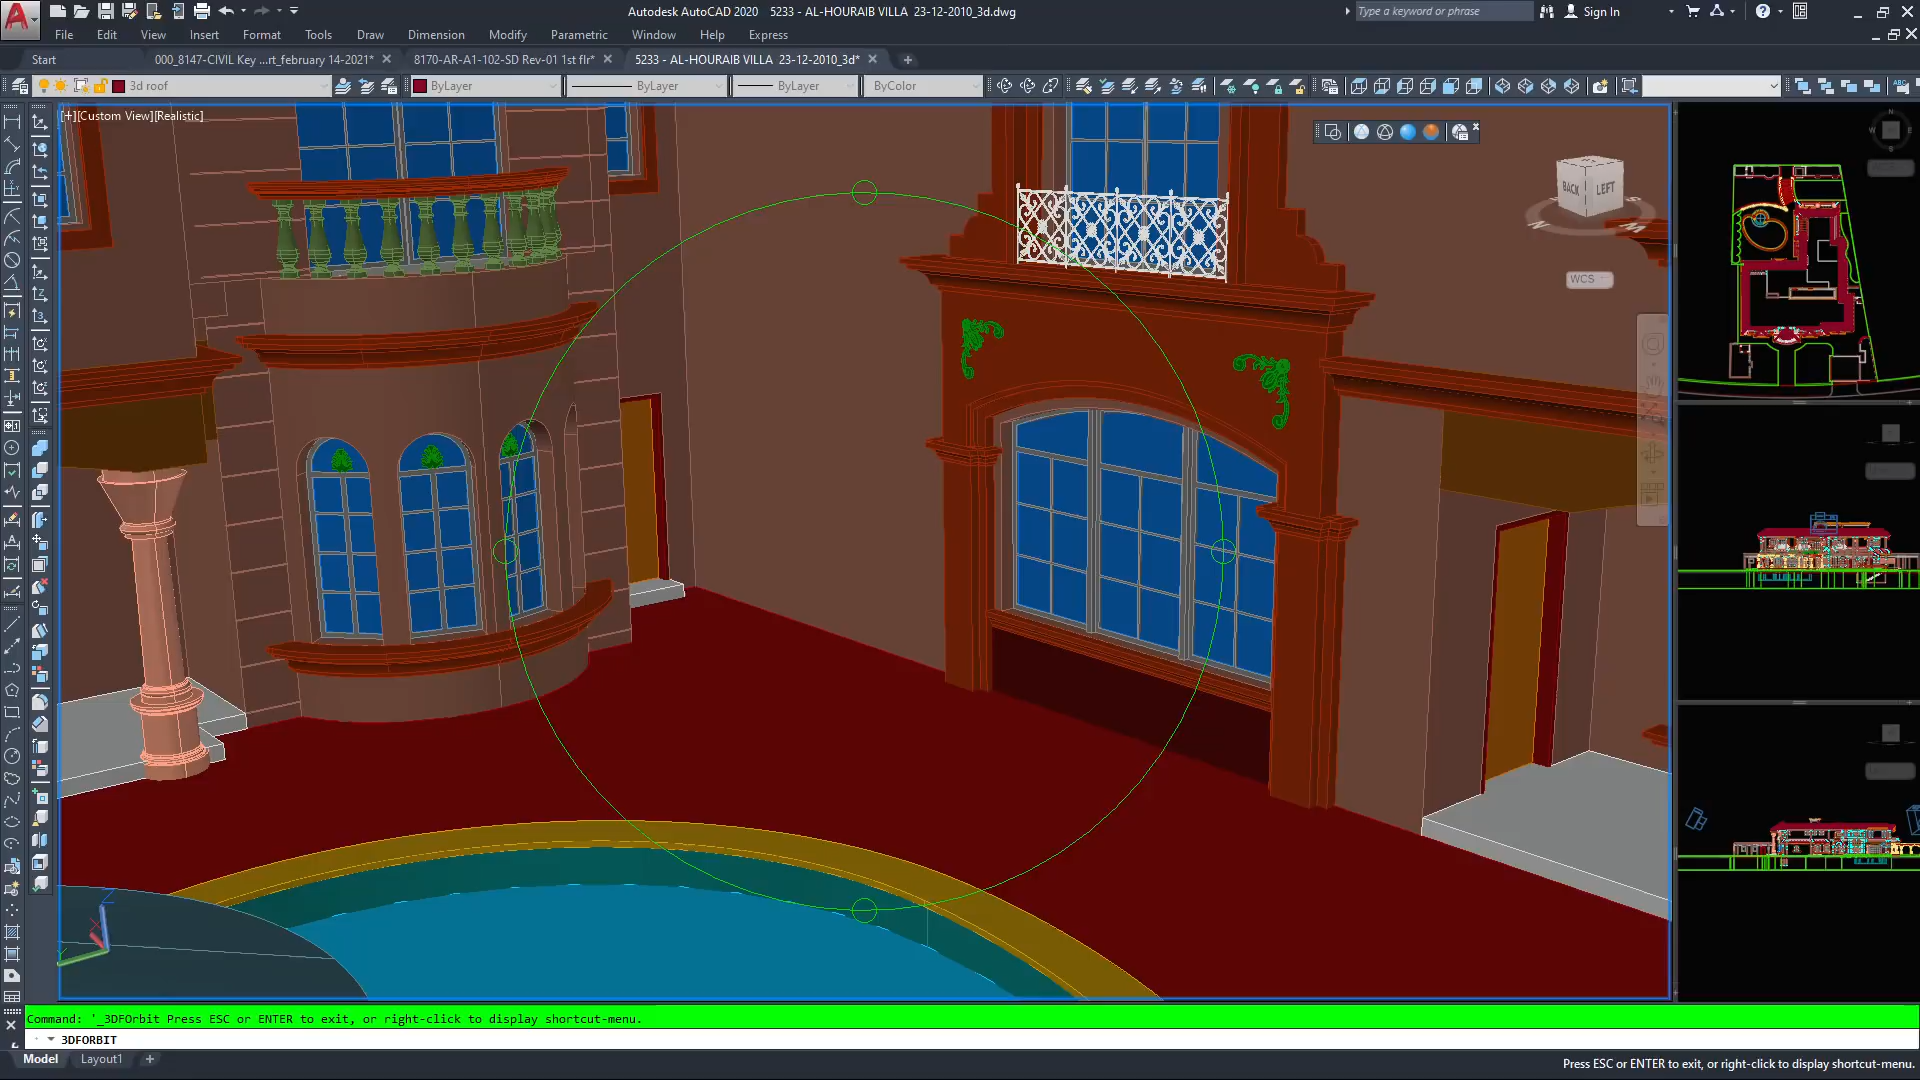 Autodesk AutoCAD 2020 5233 - AL-HOURAIB VILLA 23-12-2010_3d.dwg
Type a keyword or phrase
Sign In
File Edit View Insert Format Tools Draw Dimension Modify Parametric Window Help Express
Start
000_8147-CIVIL Key ...rt_february 14-2021*
8170-AR-A1-102-SD Rev-01 1st flr*
5233 - AL-HOURAIB VILLA 23-12-2010_3d*
3d roof
ByLayer
ByLayer
ByLayer
ByColor
ABC
[+][Custom View][Realistic]
BACK
LEFT
N
WCS
N
W
E
S
Z
X
Y
Command: '_3DFOrbit Press ESC or ENTER to exit, or right-click to display shortcut-menu.
3DFORBIT
Model
Layout1
Press ESC or ENTER to exit, or right-click to display shortcut-menu.